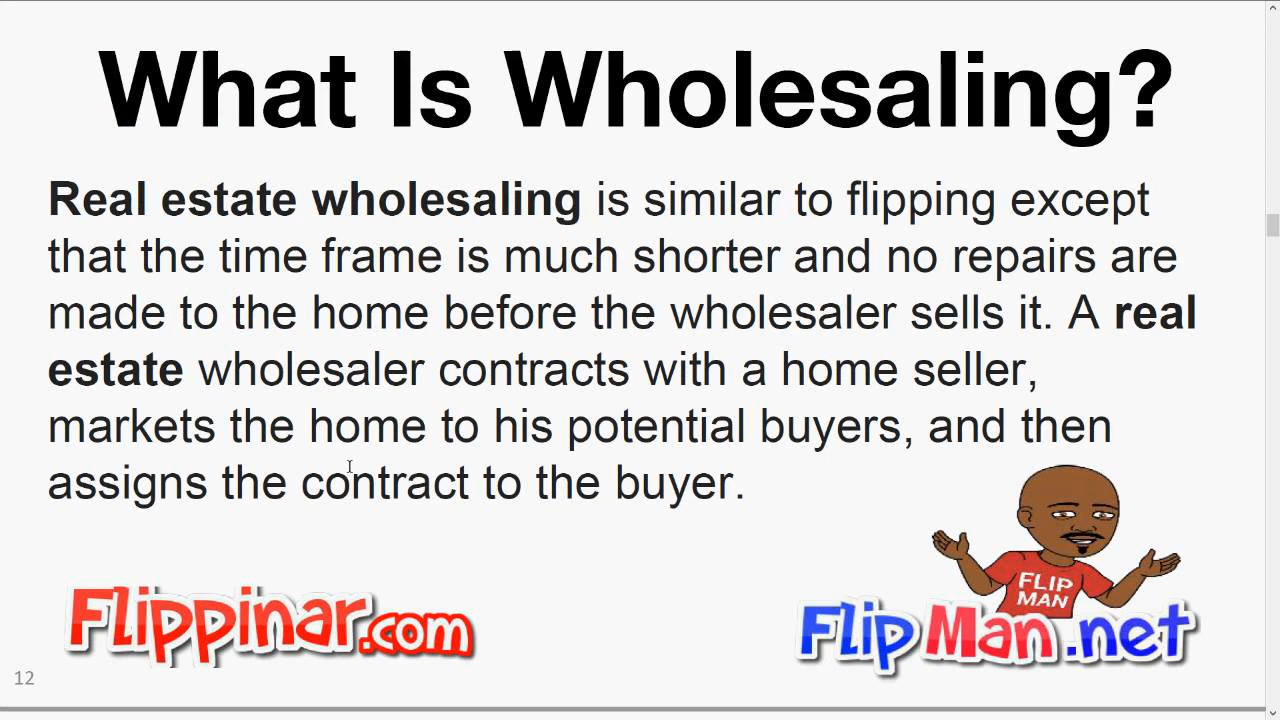 What Is Wholesaling?
Real estate wholesaling is similar to flipping except
that the time frame is much shorter and no repairs are
made to the home before the wholesaler sells it. A real
estate wholesaler contracts with a home seller,
markets the home to his potential buyers, and then
assigns the contract to the buyer.
FLIP
MAN
Flippinar.com
FlipMan.net
12